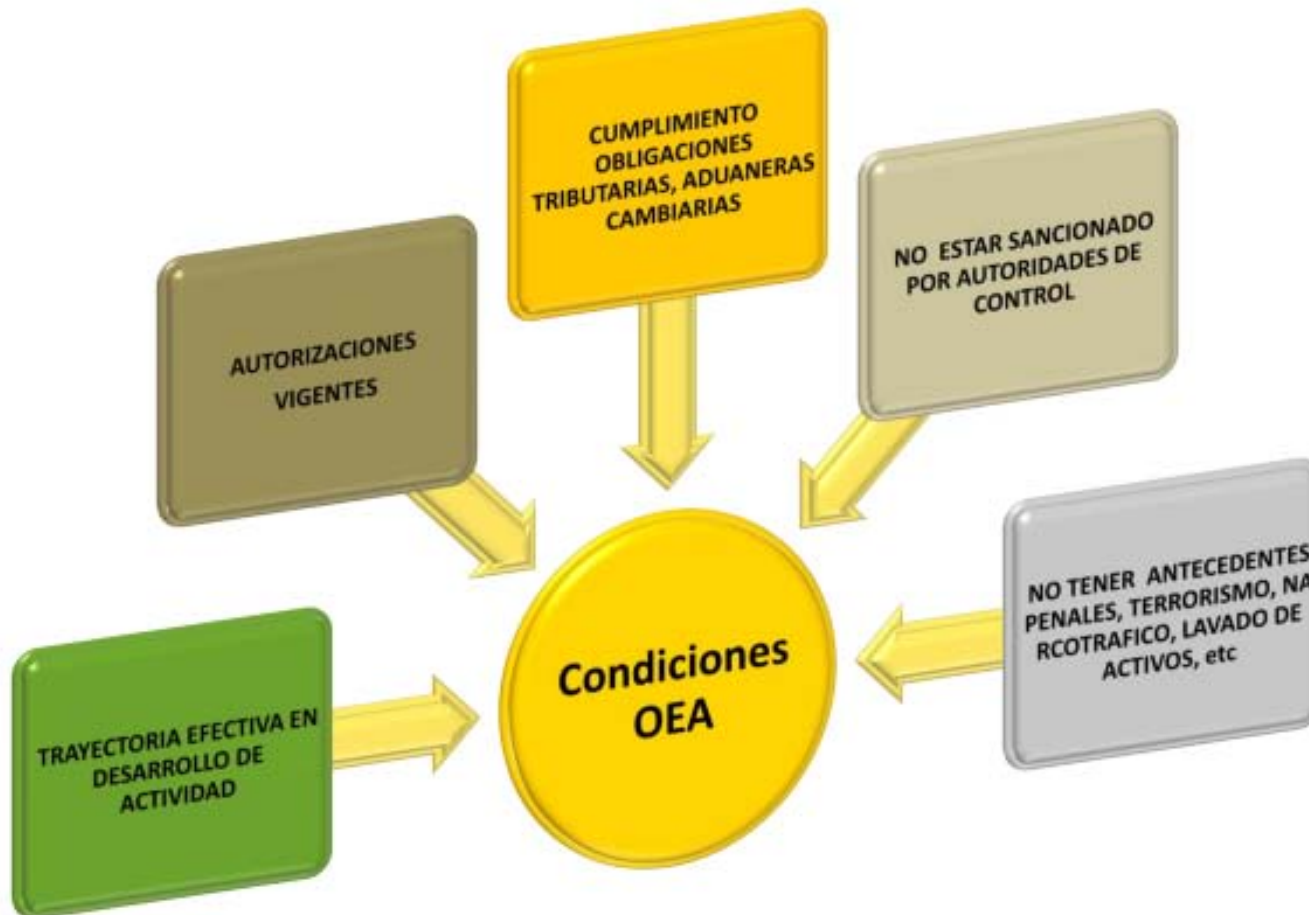 CUMPLIMIENTO
OBLIGACIONES
TRIBUTARIAS, ADUANERAS
CAMBIARIAS
NO ESTAR SANCIONADO
POR AUTORIDADES DE
CONTROL
AUTORIZACIONES
VIGENTES
NO TENER ANTECEDENTES
PENALES, TERRORISMO, NA
RCOTRAFICO, LAVADO DE
ACTIVOS, etc
Condiciones
OEA
TRAYECTORIA EFECTIVA EN
DESARROLLO DE
ACTIVIDAD